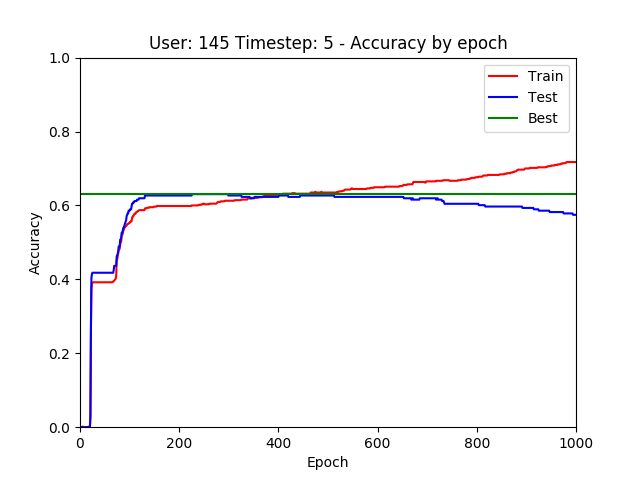 User: 145 Timestep: 5 - Accuracy by epoch
Train
Test
Best
1.0
0.8
0.6
0.4
0.2
0.0
Accuracy
0 200 400 600 800 1000
Epoch